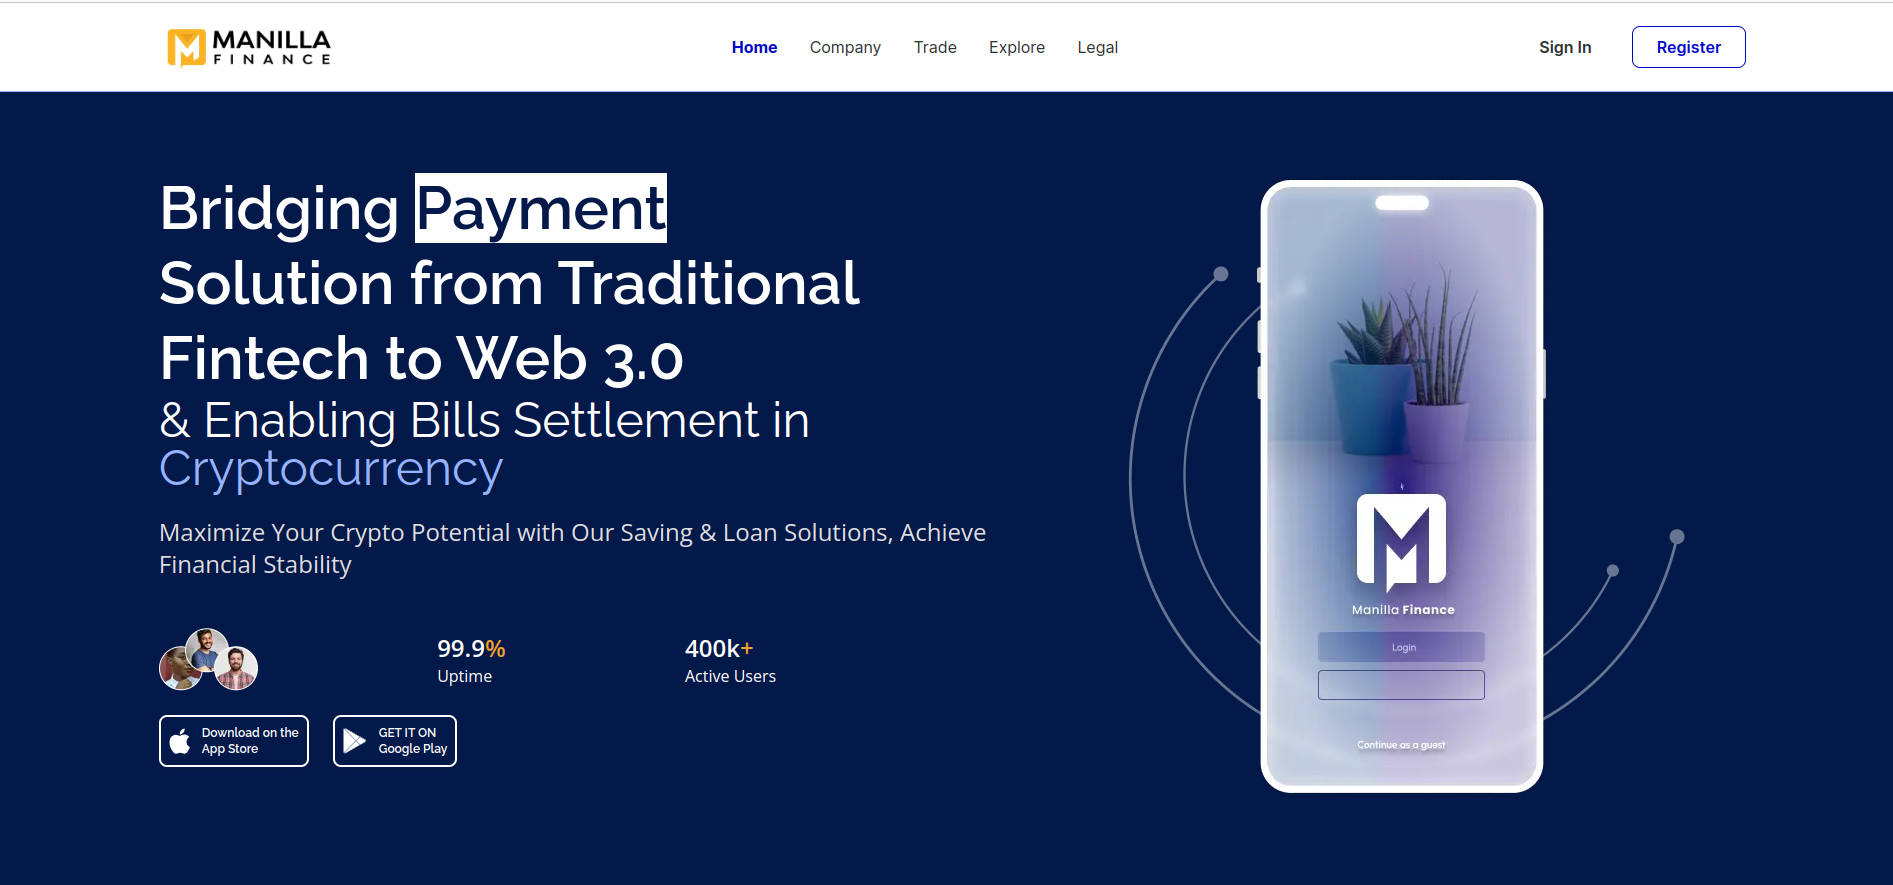 MANILLA
FINANCE
Home Company Trade Explore Legal
Sign In Register
Bridging Payment
Solution from Traditional
Fintech to Web 3.0
& Enabling Bills Settlement in
Cryptocurrency
Maximize Your Crypto Potential with Our Saving & Loan Solutions, Achieve
Financial Stability
99.9% 400k+
Uptime Active Users
Download on the
App Store
GET IT ON
Google Play
Manilla Finance
Login
Continue as a guest